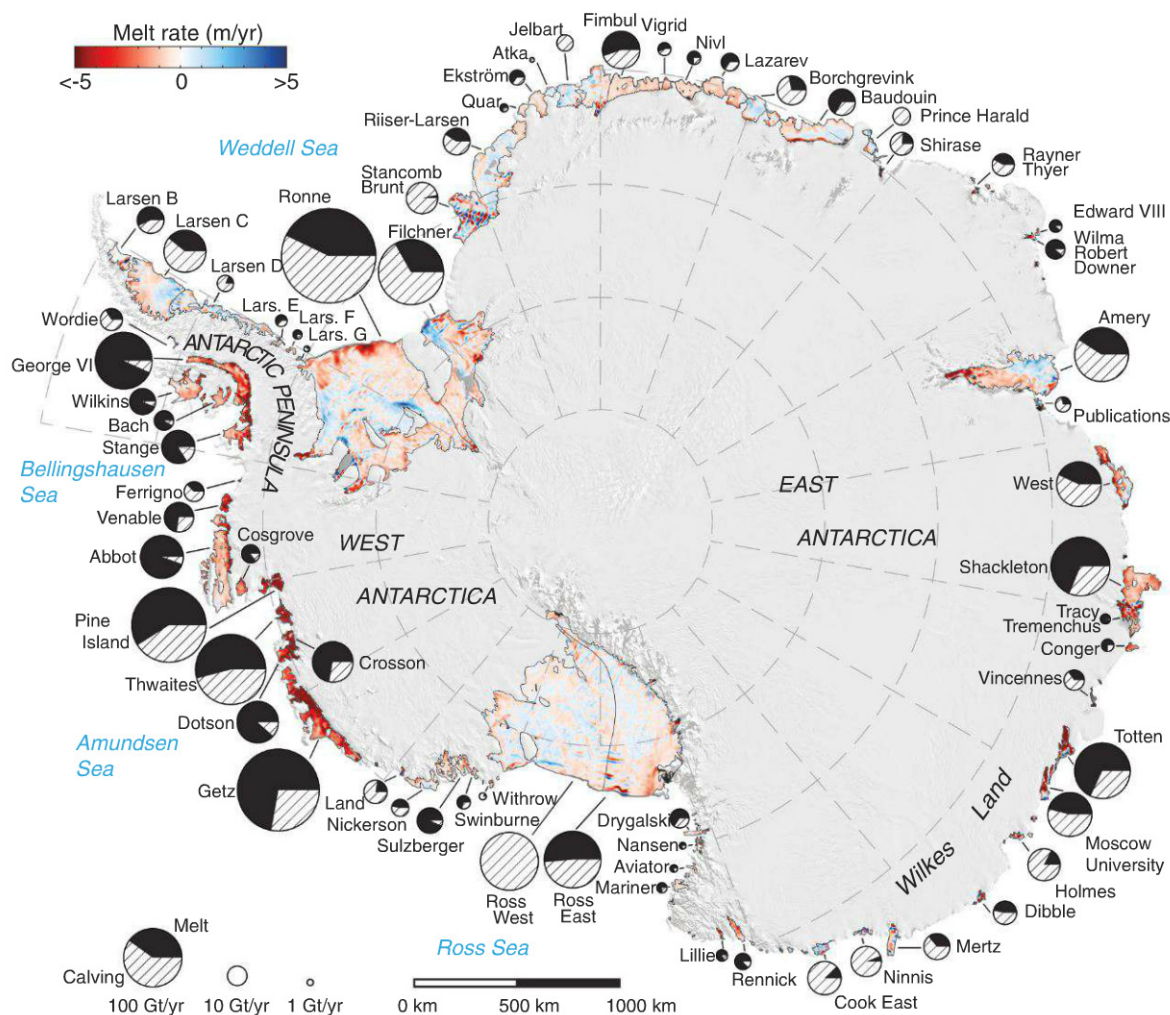 Melt rate (m/yr)
<-5
0
>5
Jelbart
Fimbul
Vigrid
Nivl
Lazarev
Atka
Ekström
Quar
Riiser-Larsen
Stancomb
Brunt
Borchgrevink
Baudouin
Prince Harald
Shirase
Rayner
Thyer
Edward VIII
Wilma
Robert
Downer
Weddell Sea
Ronne
Filchner
Larsen B
Larsen C
Larsen D
Lars. E
Lars. F
Lars. G
Wordie
George VI
Wilkins
Bach
Stange
ANTARCTIC PENINSULA
Bellingshausen
Sea
Ferrigno
Venable
Abbot
Cosgrove
Amery
Publications
West
EAST
ANTARCTICA
WEST
ANTARCTICA
Shackleton
Tracy
Tremenchus
Conger
Vincennes
Pine
Island
Thwaites
Crosson
Dotson
Amundsen
Sea
Getz
Land
Nickerson
Sulzberger
Swinburne
Withrow
Ross
West
Ross
East
Drygalski
Nansen
Aviator
Mariner
Wilkes Land
Totten
Moscow
University
Holmes
Dibble
Mertz
Ninnis
Cook East
Rennick
Lillie
Ross Sea
Melt
Calving
100 Gt/yr
10 Gt/yr
1 Gt/yr
0 km
500 km
1000 km